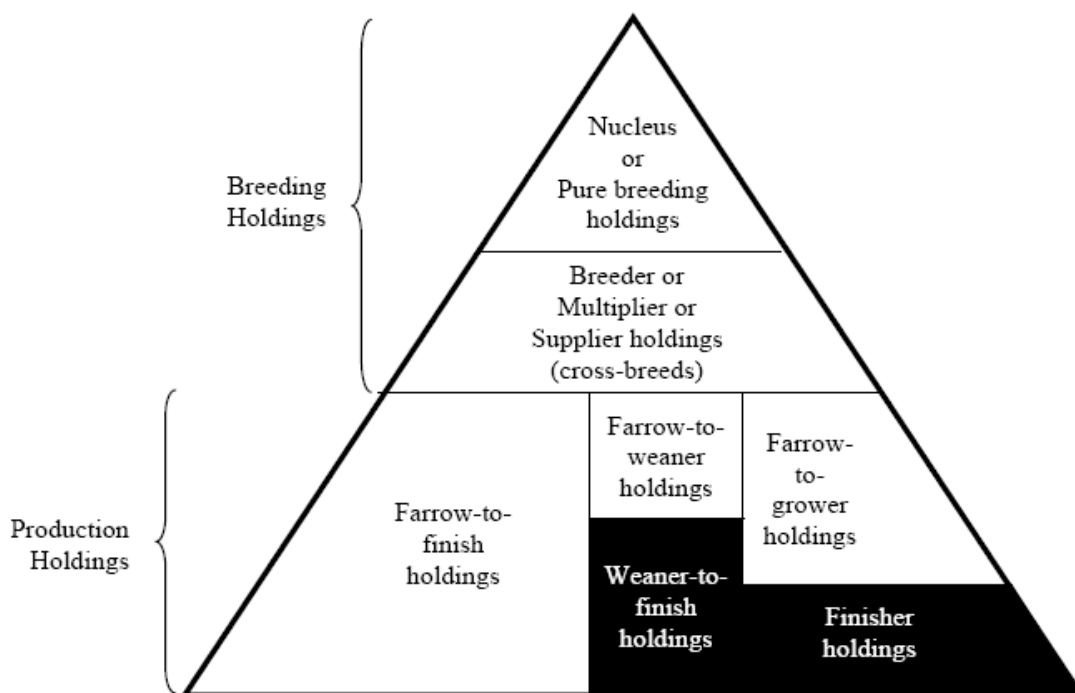 Nucleus
or
Pure breeding
holdings
Breeding
Holdings
Breeder or
Multiplier or
Supplier holdings
(cross-breeds)
Production
Holdings
Farrow-to-
finish
holdings
Farrow-to-
weaner
holdings
Farrow-
to-
grower
holdings
Weaner-to-
finish
holdings
Finisher
holdings